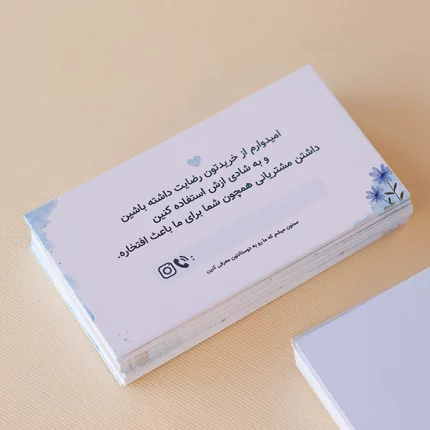 امیدوارم از خریدتون رضایت داشته باشین
و به شادی ازش استفاده کنین
داشتن مشتریانی همچون شما برای ما باعث افتخاره.
ممنون میشم که ما رو به دوستانتون معرفی کنین
: